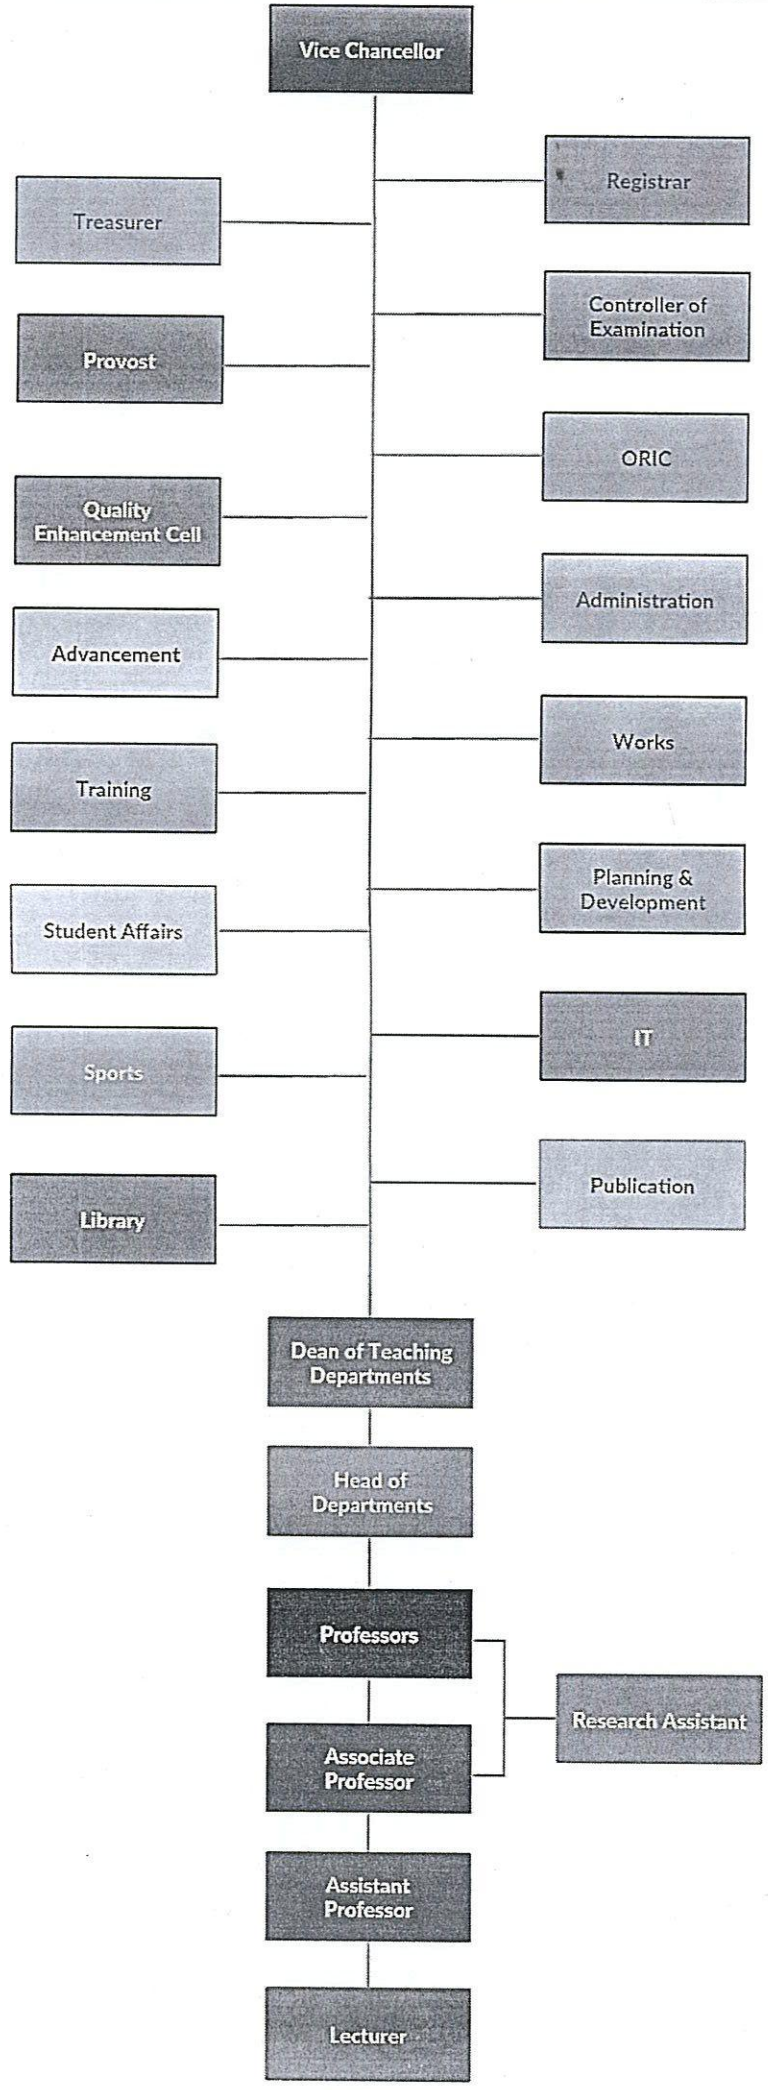 Vice Chancellor
Registrar
Treasurer
Controller of
Examination
Provost
ORIC
Quality
Enhancement Cell
Administration
Advancement
Works
Training
Planning &
Development
Student Affairs
IT
Sports
Publication
Library
Dean of Teaching
Departments
Head of
Departments
Professors
Research Assistant
Associate
Professor
Assistant
Professor
Lecturer